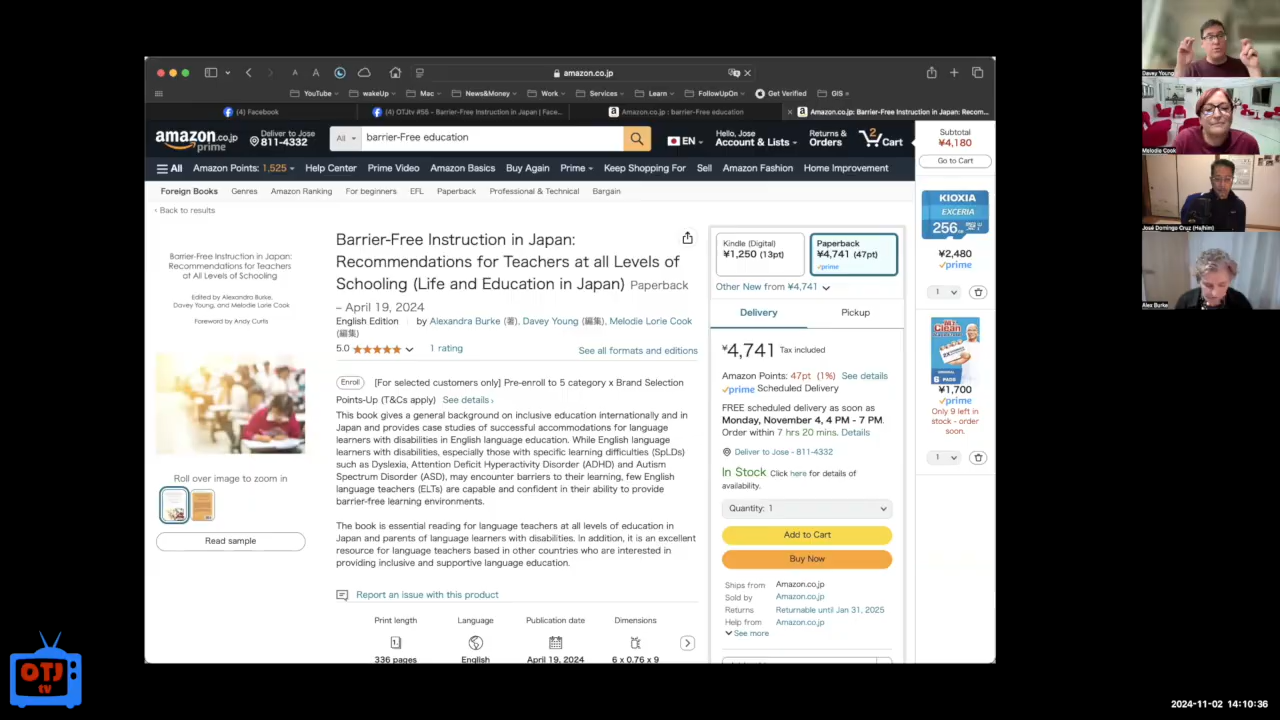 amazon.co.jp
YouTube
wakeUp
Mac
News&Money
Work
Services
Learn
FollowUpOn
Get Verified
GIS
(4) Facebook
(4) OTJtv #55 - Barrier-Free Instruction in Japan | Face...
Amazon.co.jp : barrier-Free education
Amazon.co.jp: Barrier-Free Instruction in Japan: Recom...
amazon.co.jp
prime
Deliver to Jose
811-4332
All
barrier-Free education
EN
Hello, Jose
Account & Lists
Returns
& Orders
2
Cart
All
Amazon Points: 1,525
Help Center
Prime Video
Amazon Basics
Buy Again
Prime
Keep Shopping For
Sell
Amazon Fashion
Home Improvement
Foreign Books
Genres
Amazon Ranking
For beginners
EFL
Paperback
Professional & Technical
Bargain
‹ Back to results
Barrier-Free Instruction in Japan:
Recommendations for Teachers
at All Levels of Schooling
Edited by Alexandra Burke,
Davey Young, and Melodie Lorie Cook
Foreword by Andy Curtis
Roll over image to zoom in
Read sample
Barrier-Free Instruction in Japan:
Recommendations for Teachers at all Levels of
Schooling (Life and Education in Japan) Paperback
– April 19, 2024
English Edition
by Alexandra Burke (著), Davey Young (編集), Melodie Lorie Cook
(編集)
5.0
1 rating
See all formats and editions
Enroll
[For selected customers only] Pre-enroll to 5 category x Brand Selection
Points-Up (T&Cs apply) See details ›
This book gives a general background on inclusive education internationally and in
Japan and provides case studies of successful accommodations for language
learners with disabilities in English language education. While English language
learners with disabilities, especially those with specific learning difficulties (SpLDs)
such as Dyslexia, Attention Deficit Hyperactivity Disorder (ADHD) and Autism
Spectrum Disorder (ASD), may encounter barriers to their learning, few English
language teachers (ELTs) are capable and confident in their ability to provide
barrier-free learning environments.
The book is essential reading for language teachers at all levels of education in
Japan and parents of language learners with disabilities. In addition, it is an excellent
resource for language teachers based in other countries who are interested in
providing inclusive and supportive language education.
Report an issue with this product
Print length
336 pages
Language
English
Publication date
April 19, 2024
Dimensions
6 x 0.76 x 9
Kindle (Digital)
¥1,250 (13pt)
Paperback
¥4,741 (47pt)
prime
Other New from ¥4,741
Delivery
Pickup
¥4,741 Tax included
Amazon Points: 47pt (1%) See details
prime Scheduled Delivery
FREE scheduled delivery as soon as
Monday, November 4, 4 PM - 7 PM.
Order within 7 hrs 20 mins. Details
Deliver to Jose - 811-4332
In Stock Click here for details of
availability.
Quantity: 1
Add to Cart
Buy Now
Ships from Amazon.co.jp
Sold by Amazon.co.jp
Returns Returnable until Jan 31, 2025
Help from Amazon.co.jp
See more
Subtotal
¥4,180
Go to Cart
KIOXIA
EXCERIA
256
¥2,480
prime
1
¥1,700
prime
Only 9 left in
stock - order
soon.
1
Davey Young
Melodie Cook
José Domingo Cruz (He/him)
Alex Burke
OTJ
tv
2024-11-02 14:10:36